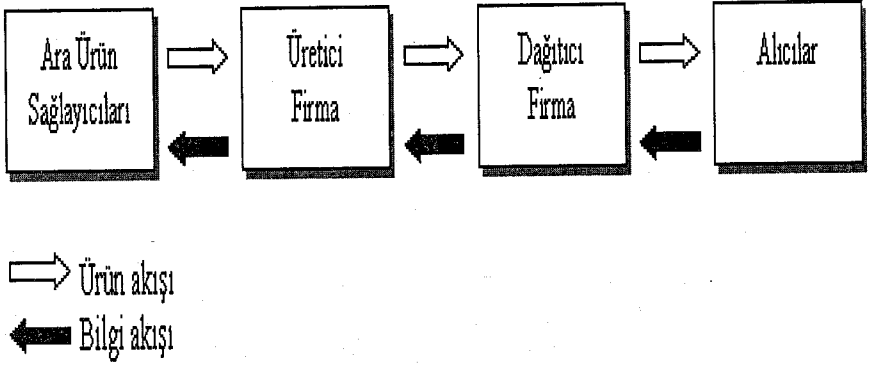 Ara Ürün
Sağlayıcıları
Üretici
Firma
Dağıtıcı
Firma
Alıcılar
Ürün akışı
Bilgi akışı